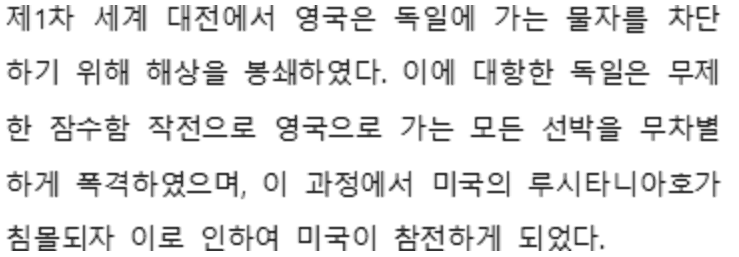 제1차 세계 대전에서 영국은 독일에 가는 물자를 차단
하기 위해 해상을 봉쇄하였다. 이에 대항한 독일은 무제
한 잠수함 작전으로 영국으로 가는 모든 선박을 무차별
하게 폭격하였으며, 이 과정에서 미국의 루시타니아호가
침몰되자 이로 인하여 미국이 참전하게 되었다.